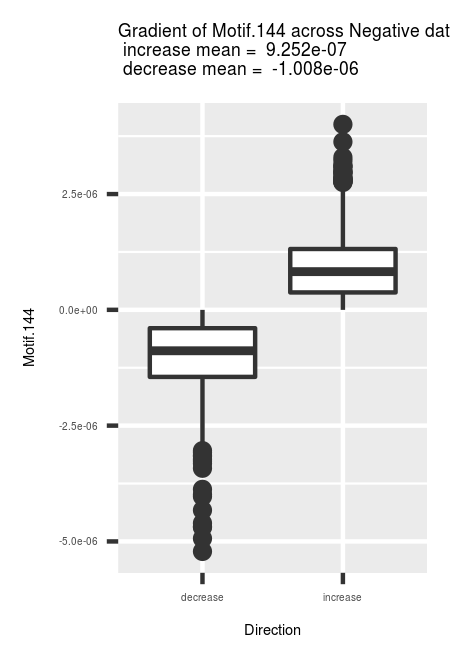 Gradient of Motif.144 across Negative dat
increase mean =  9.252e-07
decrease mean =  -1.008e-06
2.5e-06
0.0e+00
-2.5e-06
-5.0e-06
Motif.144
decrease increase
Direction